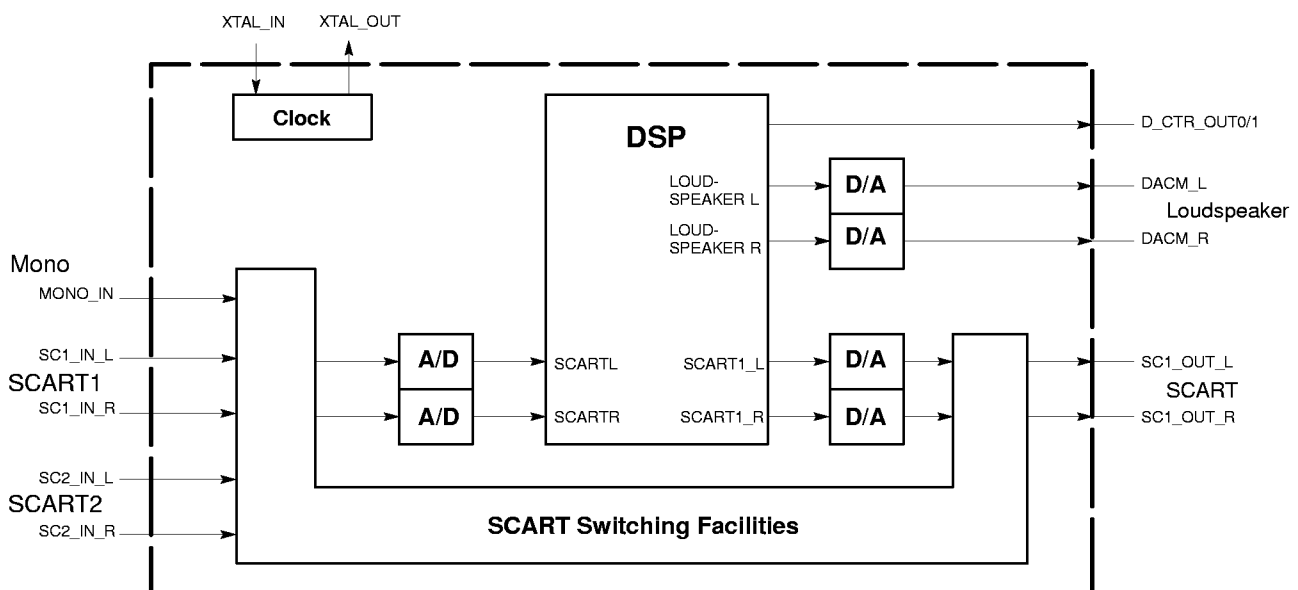 XTAL_IN
XTAL_OUT
Clock
DSP
D_CTR_OUT0/1
LOUD-
SPEAKER L
D/A
DACM_L
Loudspeaker
LOUD-
SPEAKER R
D/A
DACM_R
Mono
MONO_IN
SC1_IN_L
SCART1
SC1_IN_R
A/D
SCARTL
SCART1_L
D/A
SC1_OUT_L
SCART
A/D
SCARTR
SCART1_R
D/A
SC1_OUT_R
SC2_IN_L
SCART2
SC2_IN_R
SCART Switching Facilities